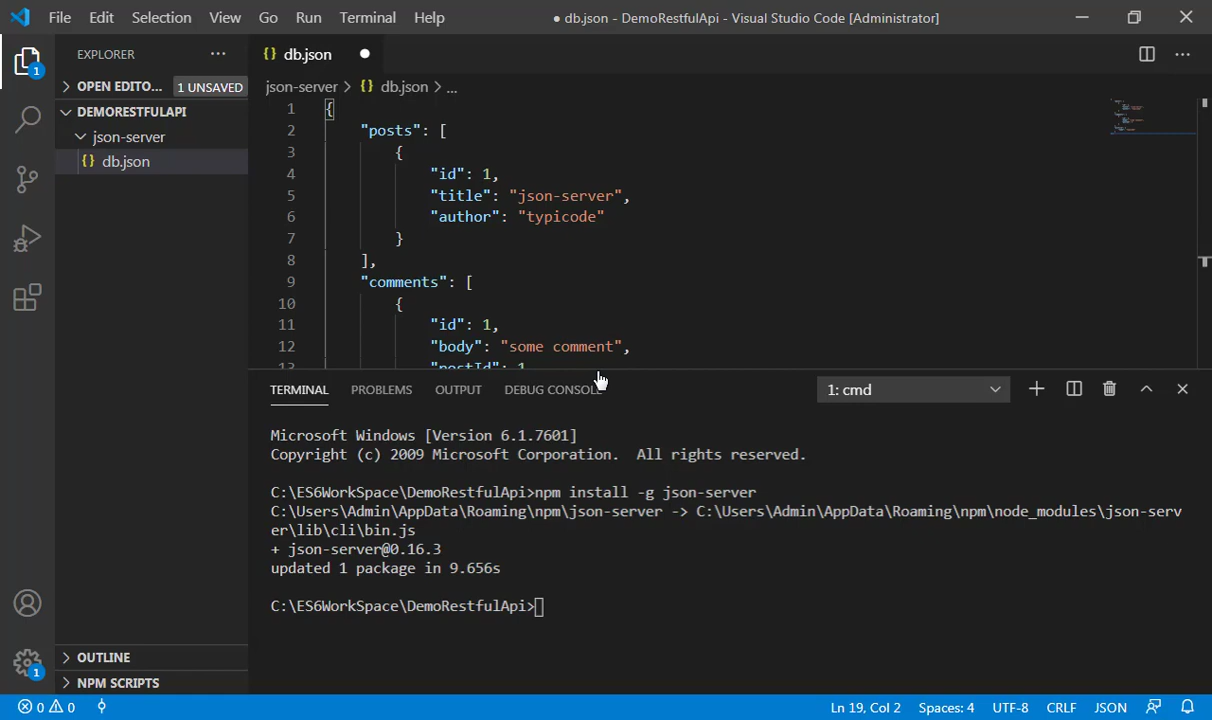 File Edit Selection View Go Run Terminal Help ● db.json - DemoRestfulApi - Visual Studio Code [Administrator]
EXPLORER ···
{} db.json ●
1
OPEN EDITO... 1 UNSAVED
json-server > {} db.json > ...
DEMORESTFULAPI
json-server
{} db.json
1 {
2 "posts": [
3 {
4 "id": 1,
5 "title": "json-server",
6 "author": "typicode"
7 }
8 ],
9 "comments": [
10 {
11 "id": 1,
12 "body": "some comment",
13 "postId": 1
TERMINAL PROBLEMS OUTPUT DEBUG CONSOLE 1: cmd
Microsoft Windows [Version 6.1.7601]
Copyright (c) 2009 Microsoft Corporation. All rights reserved.
C:\ES6WorkSpace\DemoRestfulApi>npm install -g json-server
C:\Users\Admin\AppData\Roaming\npm\json-server -> C:\Users\Admin\AppData\Roaming\npm\node_modules\json-serv
er\lib\cli\bin.js
+ json-server@0.16.3
updated 1 package in 9.656s
C:\ES6WorkSpace\DemoRestfulApi>
OUTLINE
1
NPM SCRIPTS
0 0 Ln 19, Col 2 Spaces: 4 UTF-8 CRLF JSON